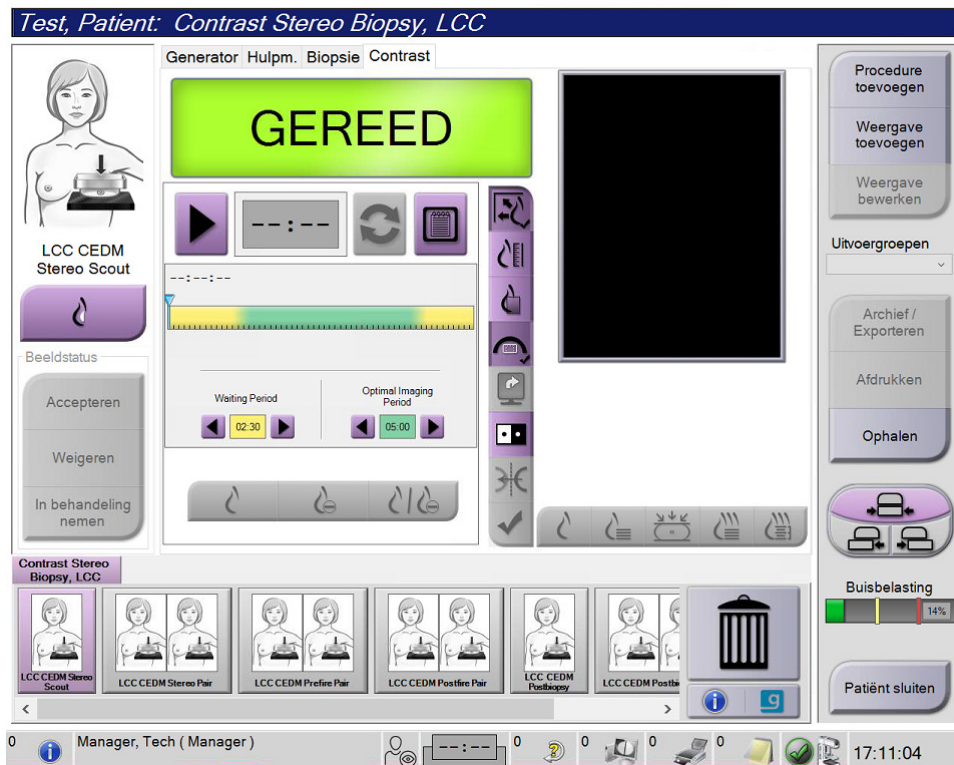 Test, Patient: Contrast Stereo Biopsy, LCC
Generator Hulpm. Biopsie Contrast
GEREED
--:--
LCC CEDM
Stereo Scout
--:--:--
Waiting Period
Optimal Imaging
Period
02:30
05:00
Beeldstatus
Accepteren
Weigeren
In behandeling
nemen
Procedure
toevoegen
Weergave
toevoegen
Weergave
bewerken
Uitvoergroepen
Archief /
Exporteren
Afdrukken
Ophalen
Buisbelasting
14%
Patiënt sluiten
Contrast Stereo
Biopsy, LCC
LCC CEDM Stereo
Scout
LCC CEDM Stereo Pair
LCC CEDM Prefire Pair
LCC CEDM Postfire Pair
LCC CEDM
Postbiopsy
LCC CEDM Postbi
0
Manager, Tech ( Manager )
--:--
0
0
0
0
17:11:04